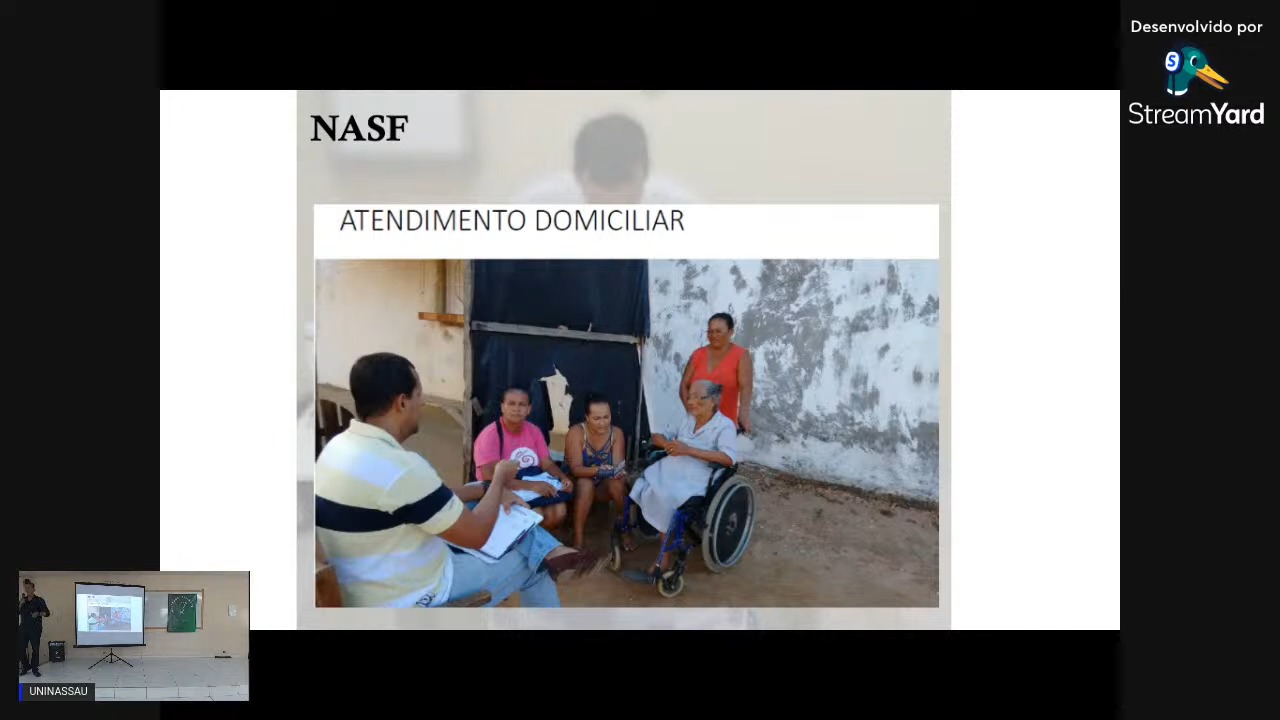 Desenvolvido por
StreamYard
NASF
ATENDIMENTO DOMICILIAR
UNINASSAU